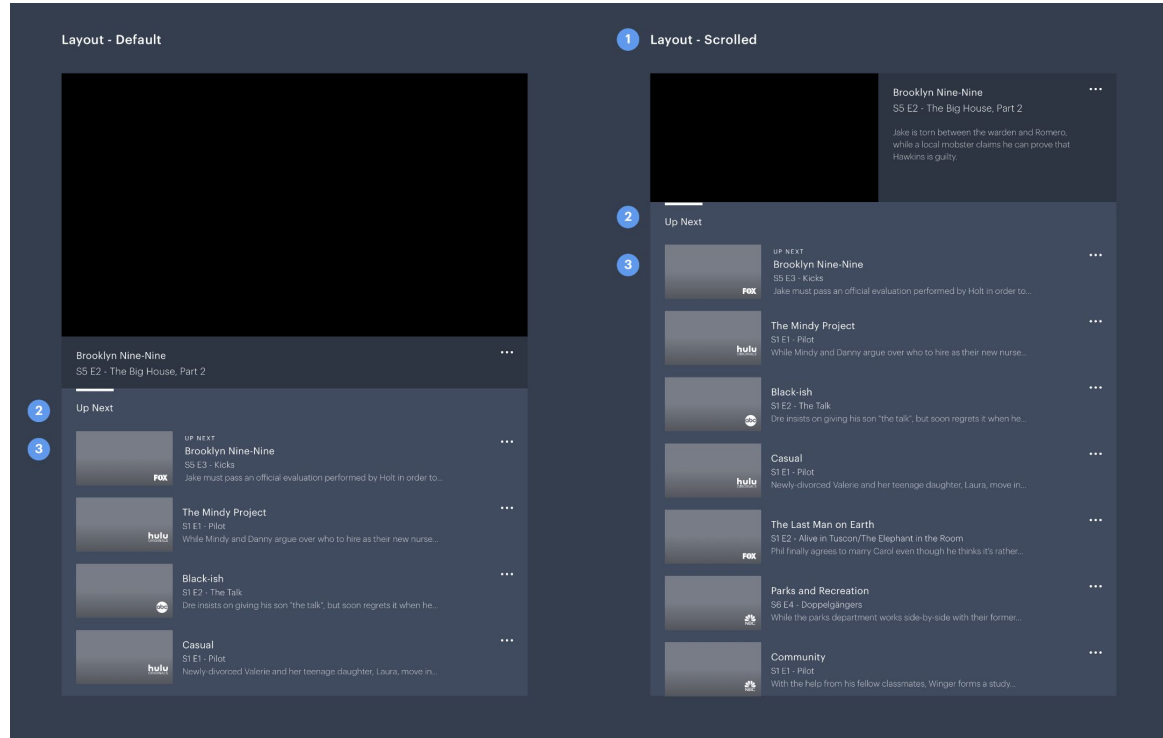 Layout - Default
Brooklyn Nine-Nine
S5 E2 - The Big House, Part 2
2
Up Next
3
UP NEXT
Brooklyn Nine-Nine
S5 E3 - Kicks
Jake must pass an official evaluation performed by Holt in order to...
FOX
The Mindy Project
S1 E1 - Pilot
While Mindy and Danny argue over who to hire as their new nurse...
hulu
Black-ish
S1 E2 - The Talk
Dre insists on giving his son "the talk", but soon regrets it when he...
abc
Casual
S1 E1 - Pilot
Newly-divorced Valerie and her teenage daughter, Laura, move in...
hulu
1
Layout - Scrolled
Brooklyn Nine-Nine
S5 E2 - The Big House, Part 2
Jake is torn between the warden and Romero,
while a local mobster claims he can prove that
Hawkins is guilty.
2
Up Next
3
UP NEXT
Brooklyn Nine-Nine
S5 E3 - Kicks
Jake must pass an official evaluation performed by Holt in order to...
FOX
The Mindy Project
S1 E1 - Pilot
While Mindy and Danny argue over who to hire as their new nurse...
hulu
Black-ish
S1 E2 - The Talk
Dre insists on giving his son "the talk", but soon regrets it when he...
abc
Casual
S1 E1 - Pilot
Newly-divorced Valerie and her teenage daughter, Laura, move in...
hulu
The Last Man on Earth
S1 E2 - Alive in Tuscon/The Elephant in the Room
Phil finally agrees to marry Carol even though he thinks it's rather...
FOX
Parks and Recreation
S6 E4 - Doppelgängers
While the parks department works side-by-side with their former...
NBC
Community
S1 E1 - Pilot
With the help from his fellow classmates, Winger forms a study...
NBC